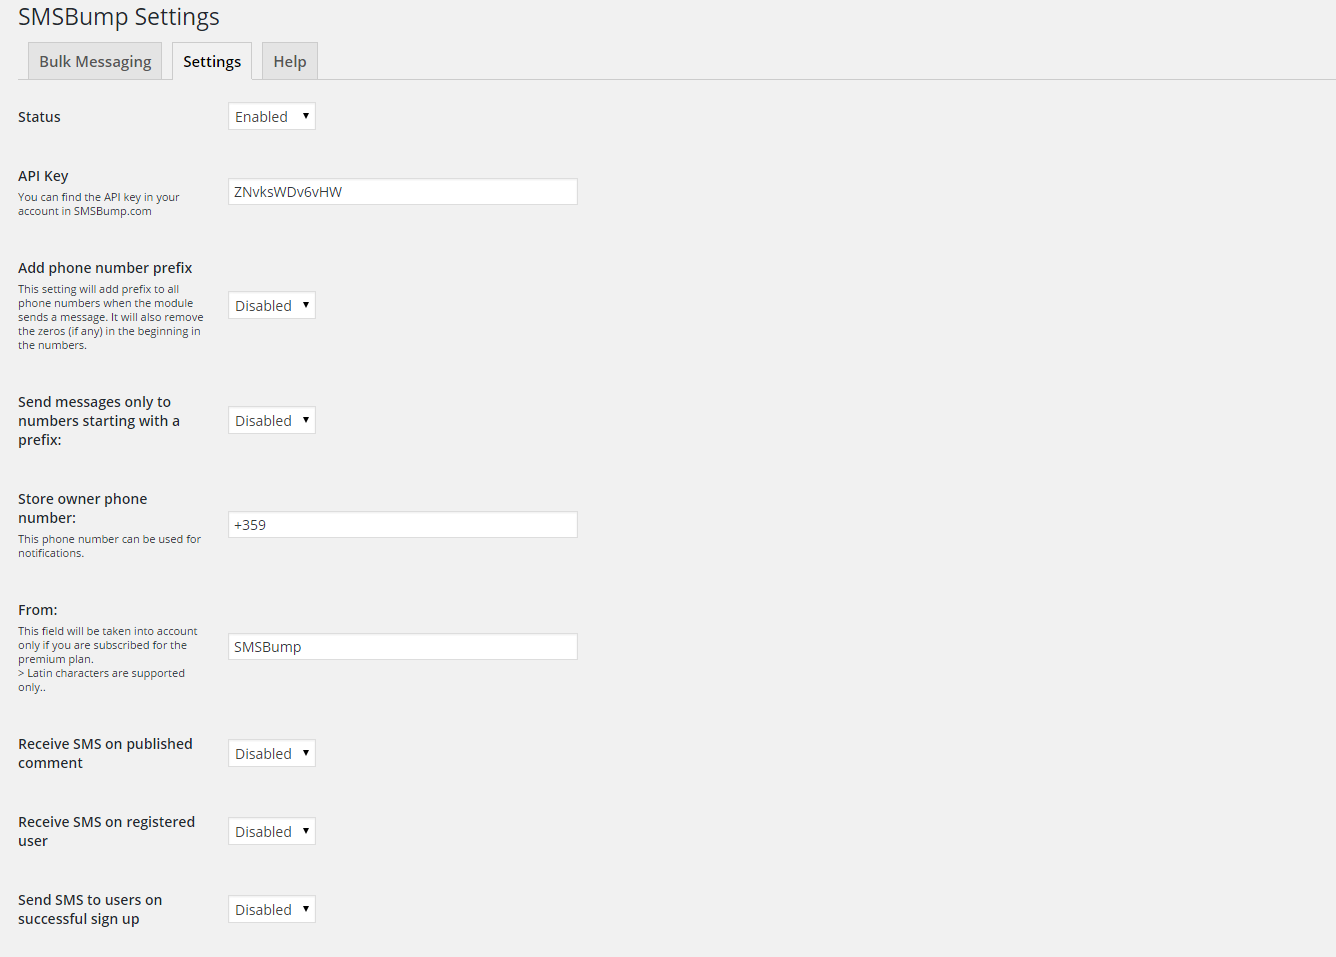 SMSBump Settings
Bulk Messaging
Settings
Help
Status
Enabled
API Key
You can find the API key in your
account in SMSBump.com
ZNvksWDv6vHW
Add phone number prefix
This setting will add prefix to all
phone numbers when the module
sends a message. It will also remove
the zeros (if any) in the beginning in
the numbers.
Disabled
Send messages only to
numbers starting with a
prefix:
Disabled
Store owner phone
number:
This phone number can be used for
notifications.
+359
From:
This field will be taken into account
only if you are subscribed for the
premium plan.
> Latin characters are supported
only..
SMSBump
Receive SMS on published
comment
Disabled
Receive SMS on registered
user
Disabled
Send SMS to users on
successful sign up
Disabled